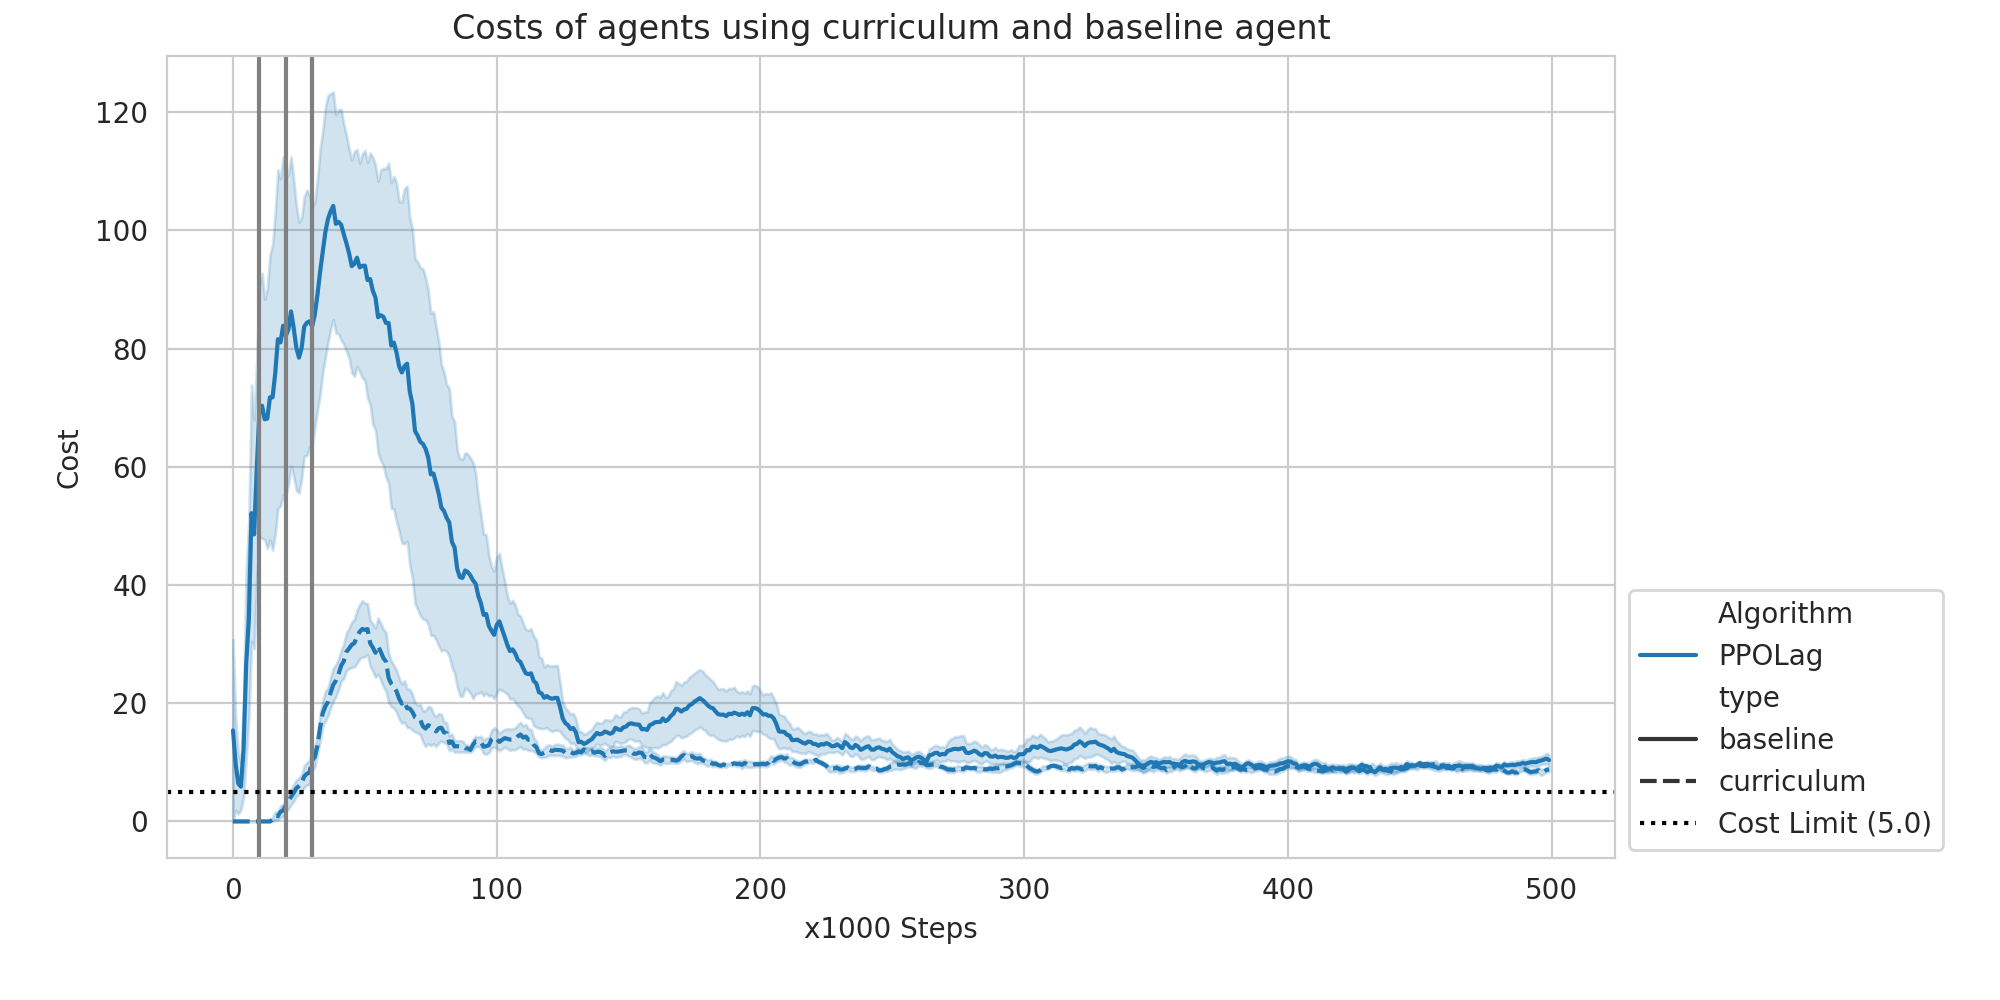 Costs of agents using curriculum and baseline agent
120
100
80
60
40
20
0
Cost
0 100 200 300 400 500
x1000 Steps
Algorithm
PPOLag
type
baseline
curriculum
Cost Limit (5.0)